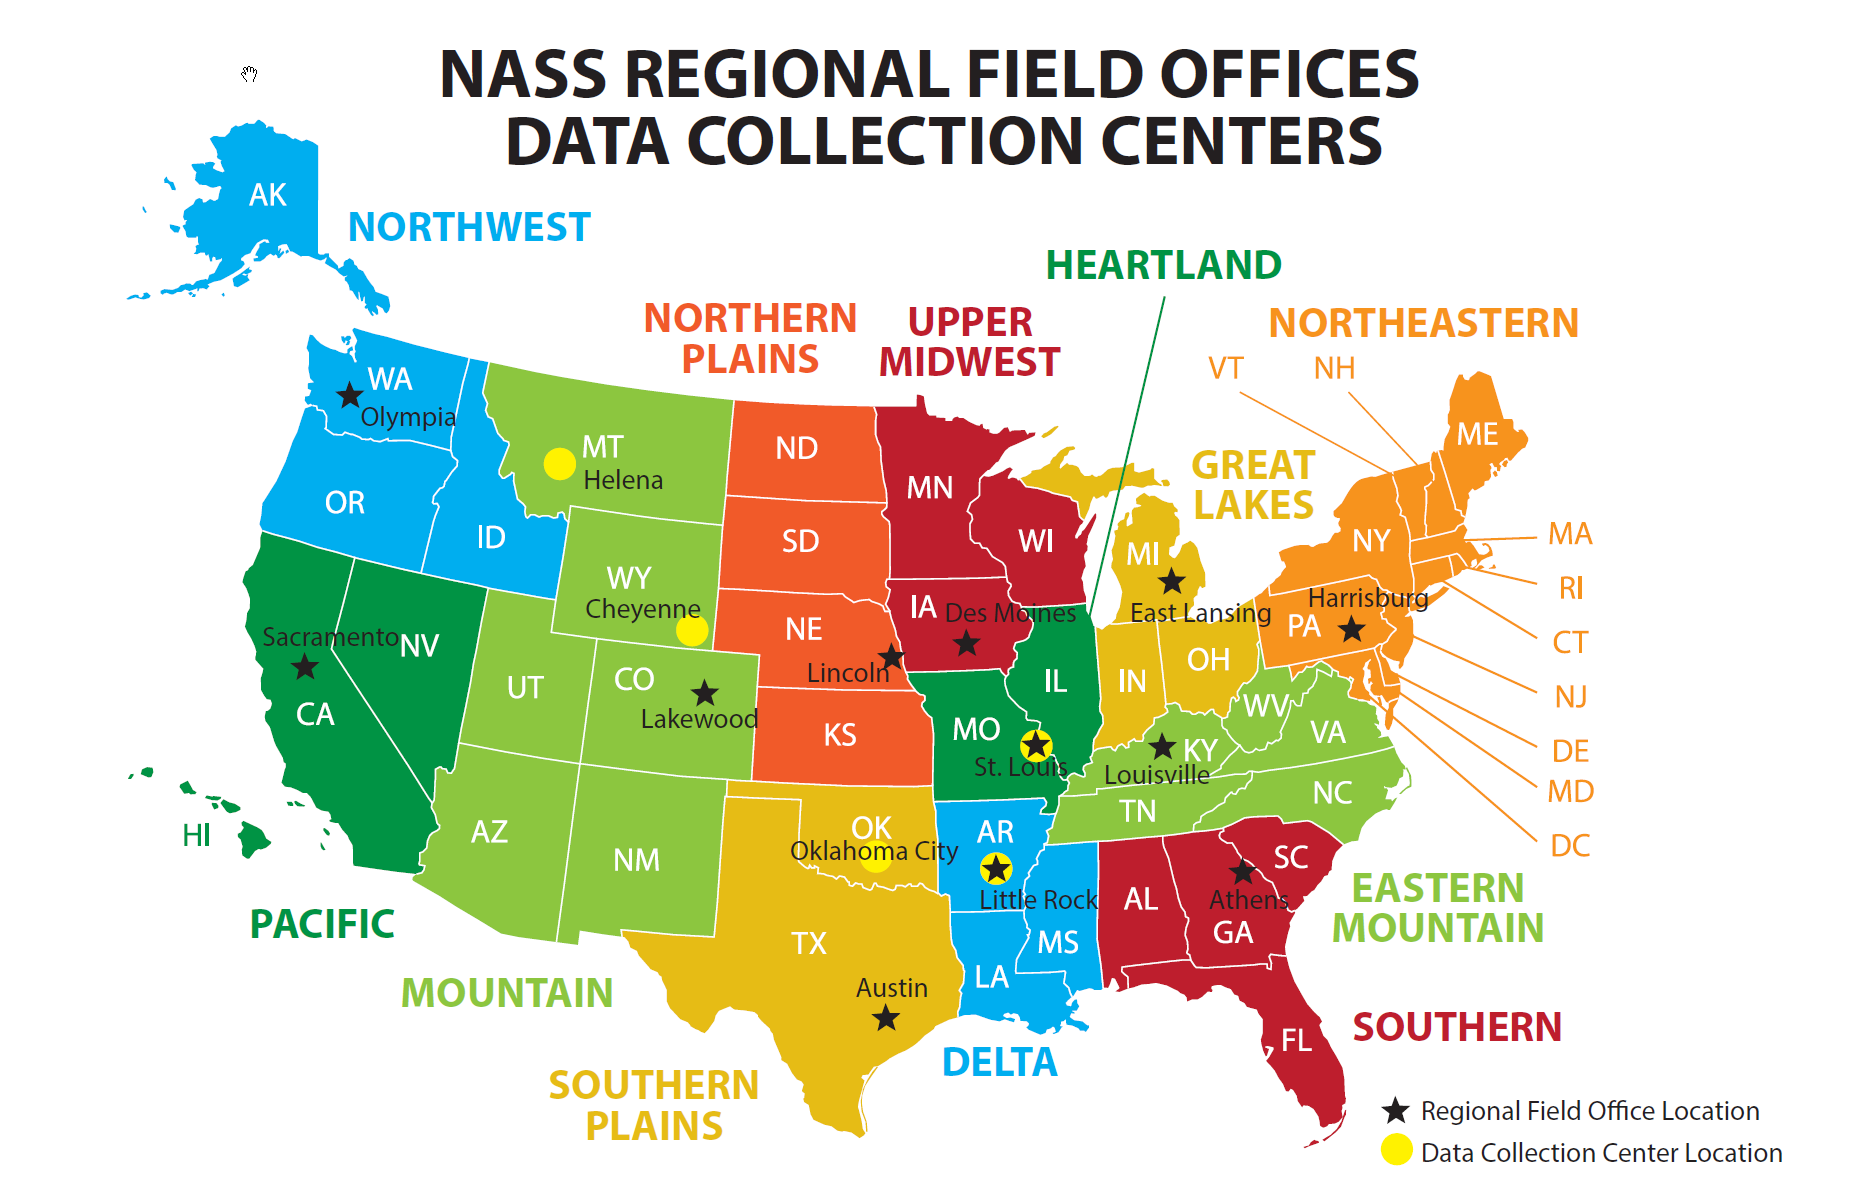 NASS REGIONAL FIELD OFFICES
DATA COLLECTION CENTERS
AK
NORTHWEST
HEARTLAND
NORTHERN
PLAINS
UPPER
MIDWEST
NORTHEASTERN
VT
NH
WA
Olympia
MT
Helena
ND
MN
ME
GREAT
LAKES
OR
ID
SD
WI
MI
NY
MA
WY
Cheyenne
NE
Lincoln
IA
Des Moines
East Lansing
Harrisburg
PA
RI
CT
Sacramento
NV
CA
UT
CO
Lakewood
KS
MO
IL
St. Louis
IN
OH
WV
VA
KY
Louisville
NJ
DE
MD
DC
HI
AZ
NM
OK
Oklahoma City
AR
Little Rock
TN
NC
SC
Athens
GA
AL
MS
LA
EASTERN
MOUNTAIN
PACIFIC
MOUNTAIN
TX
Austin
SOUTHERN
FL
DELTA
SOUTHERN
PLAINS
Regional Field Office Location
Data Collection Center Location